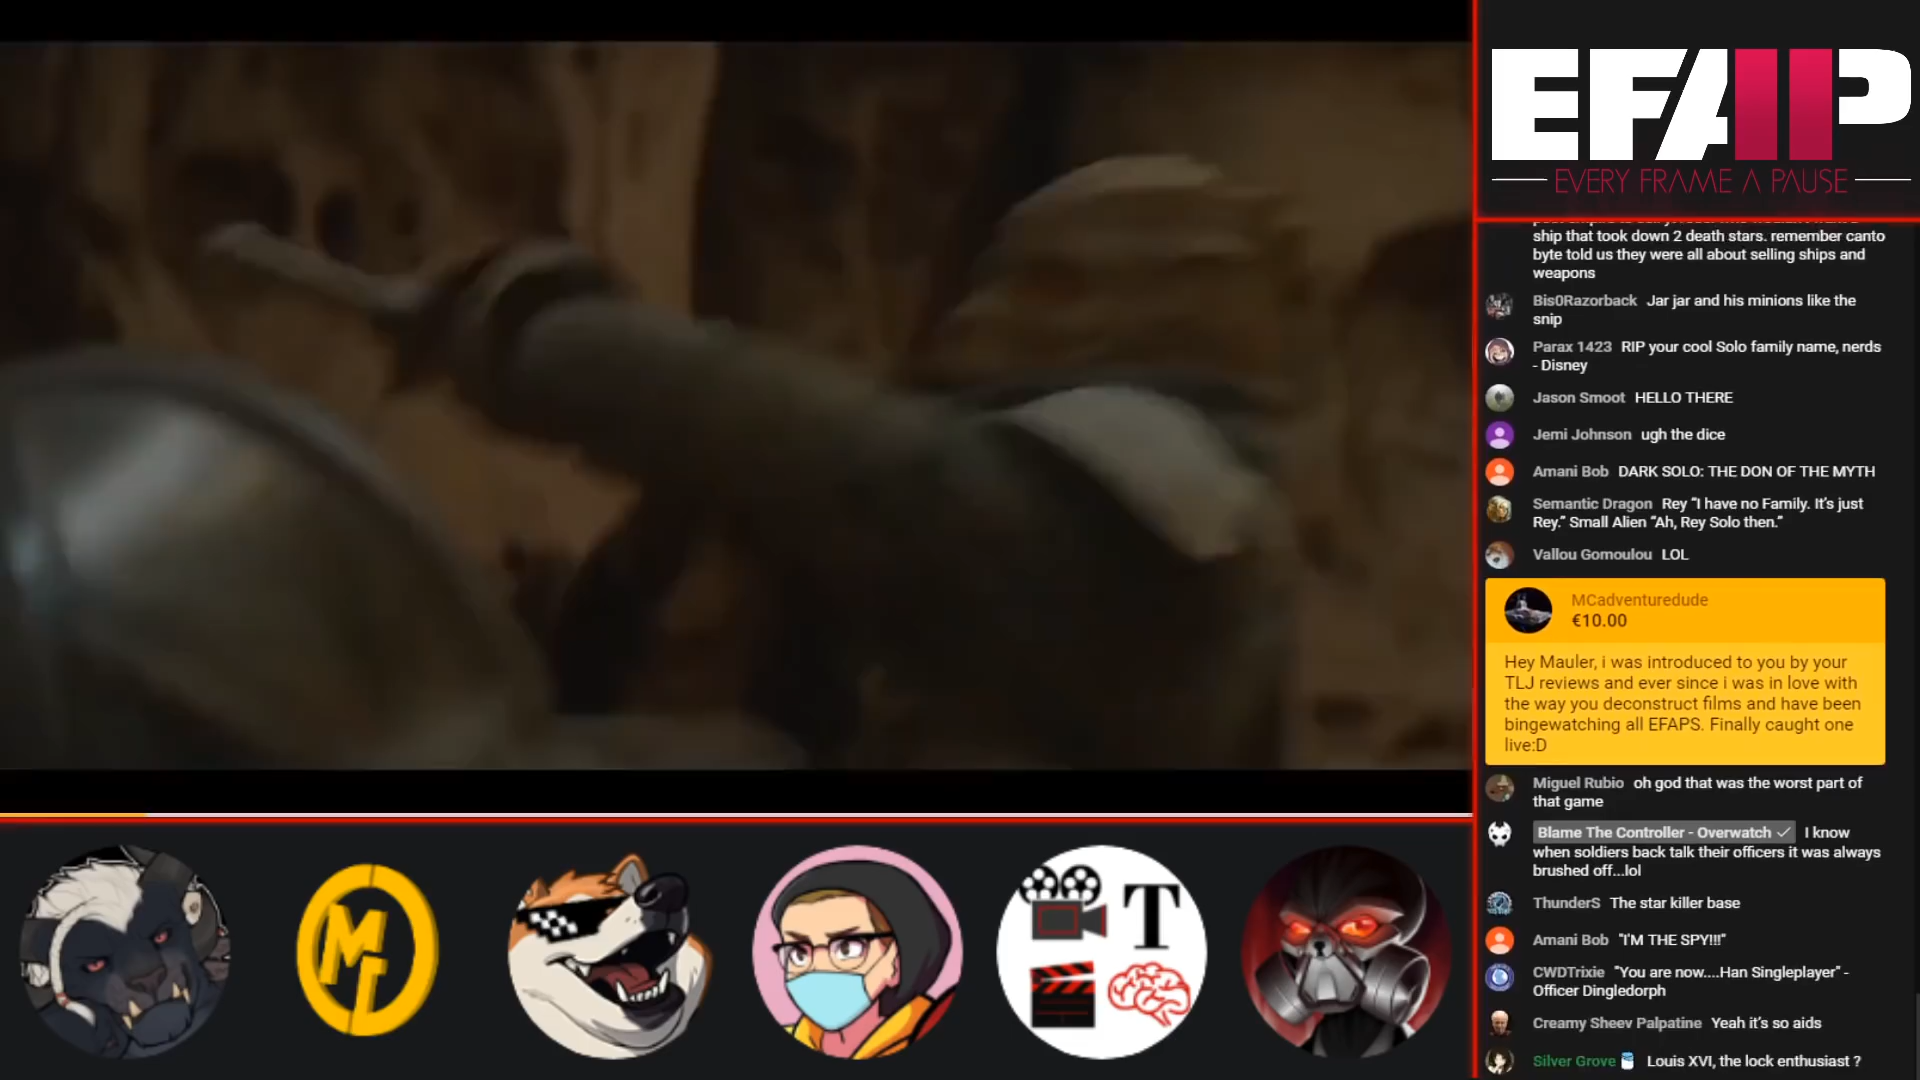 EFAP
EVERY FRAME A PAUSE
ship that took down 2 death stars. remember canto
byte told us they were all about selling ships and
weapons
Bis0Razorback Jar jar and his minions like the
snip
Parax 1423 RIP your cool Solo family name, nerds
- Disney
Jason Smoot HELLO THERE
Jemi Johnson ugh the dice
Amani Bob DARK SOLO: THE DON OF THE MYTH
Semantic Dragon Rey “I have no Family. It’s just
Rey.” Small Alien “Ah, Rey Solo then.”
Vallou Gomoulou LOL
MCadventuredude
€10.00
Hey Mauler, i was introduced to you by your
TLJ reviews and ever since i was in love with
the way you deconstruct films and have been
bingewatching all EFAPS. Finally caught one
live:D
Miguel Rubio oh god that was the worst part of
that game
Blame The Controller - Overwatch ✓ I know
when soldiers back talk their officers it was always
brushed off...lol
ThunderS The star killer base
Amani Bob "I'M THE SPY!!!"
CWDTrixie "You are now....Han Singleplayer" -
Officer Dingledorph
Creamy Sheev Palpatine Yeah it’s so aids
Silver Grove Louis XVI, the lock enthusiast ?
T